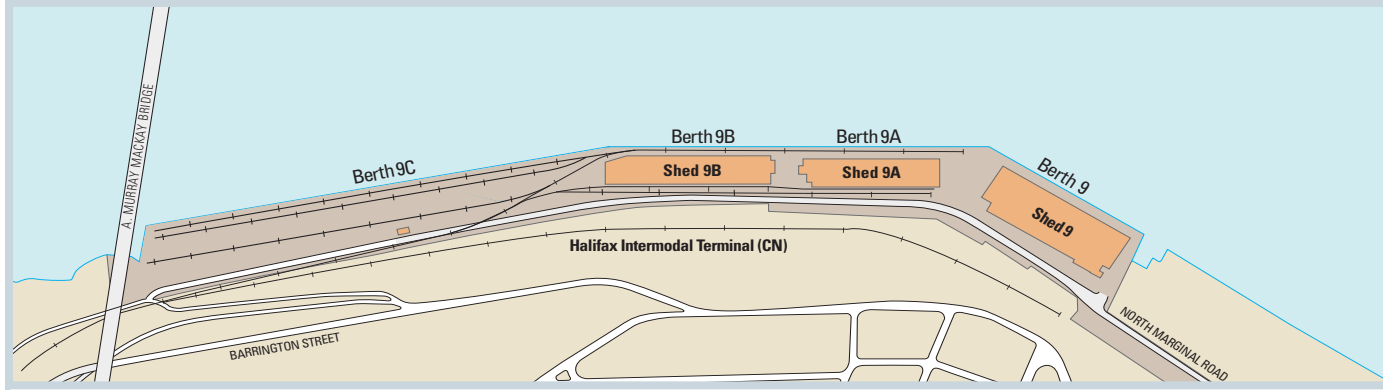 A. MURRAY MACKAY BRIDGE
Berth 9C
Berth 9B
Berth 9A
Berth 9
Shed 9B
Shed 9A
Shed 9
Halifax Intermodal Terminal (CN)
BARRINGTON STREET
NORTH MARGINAL ROAD